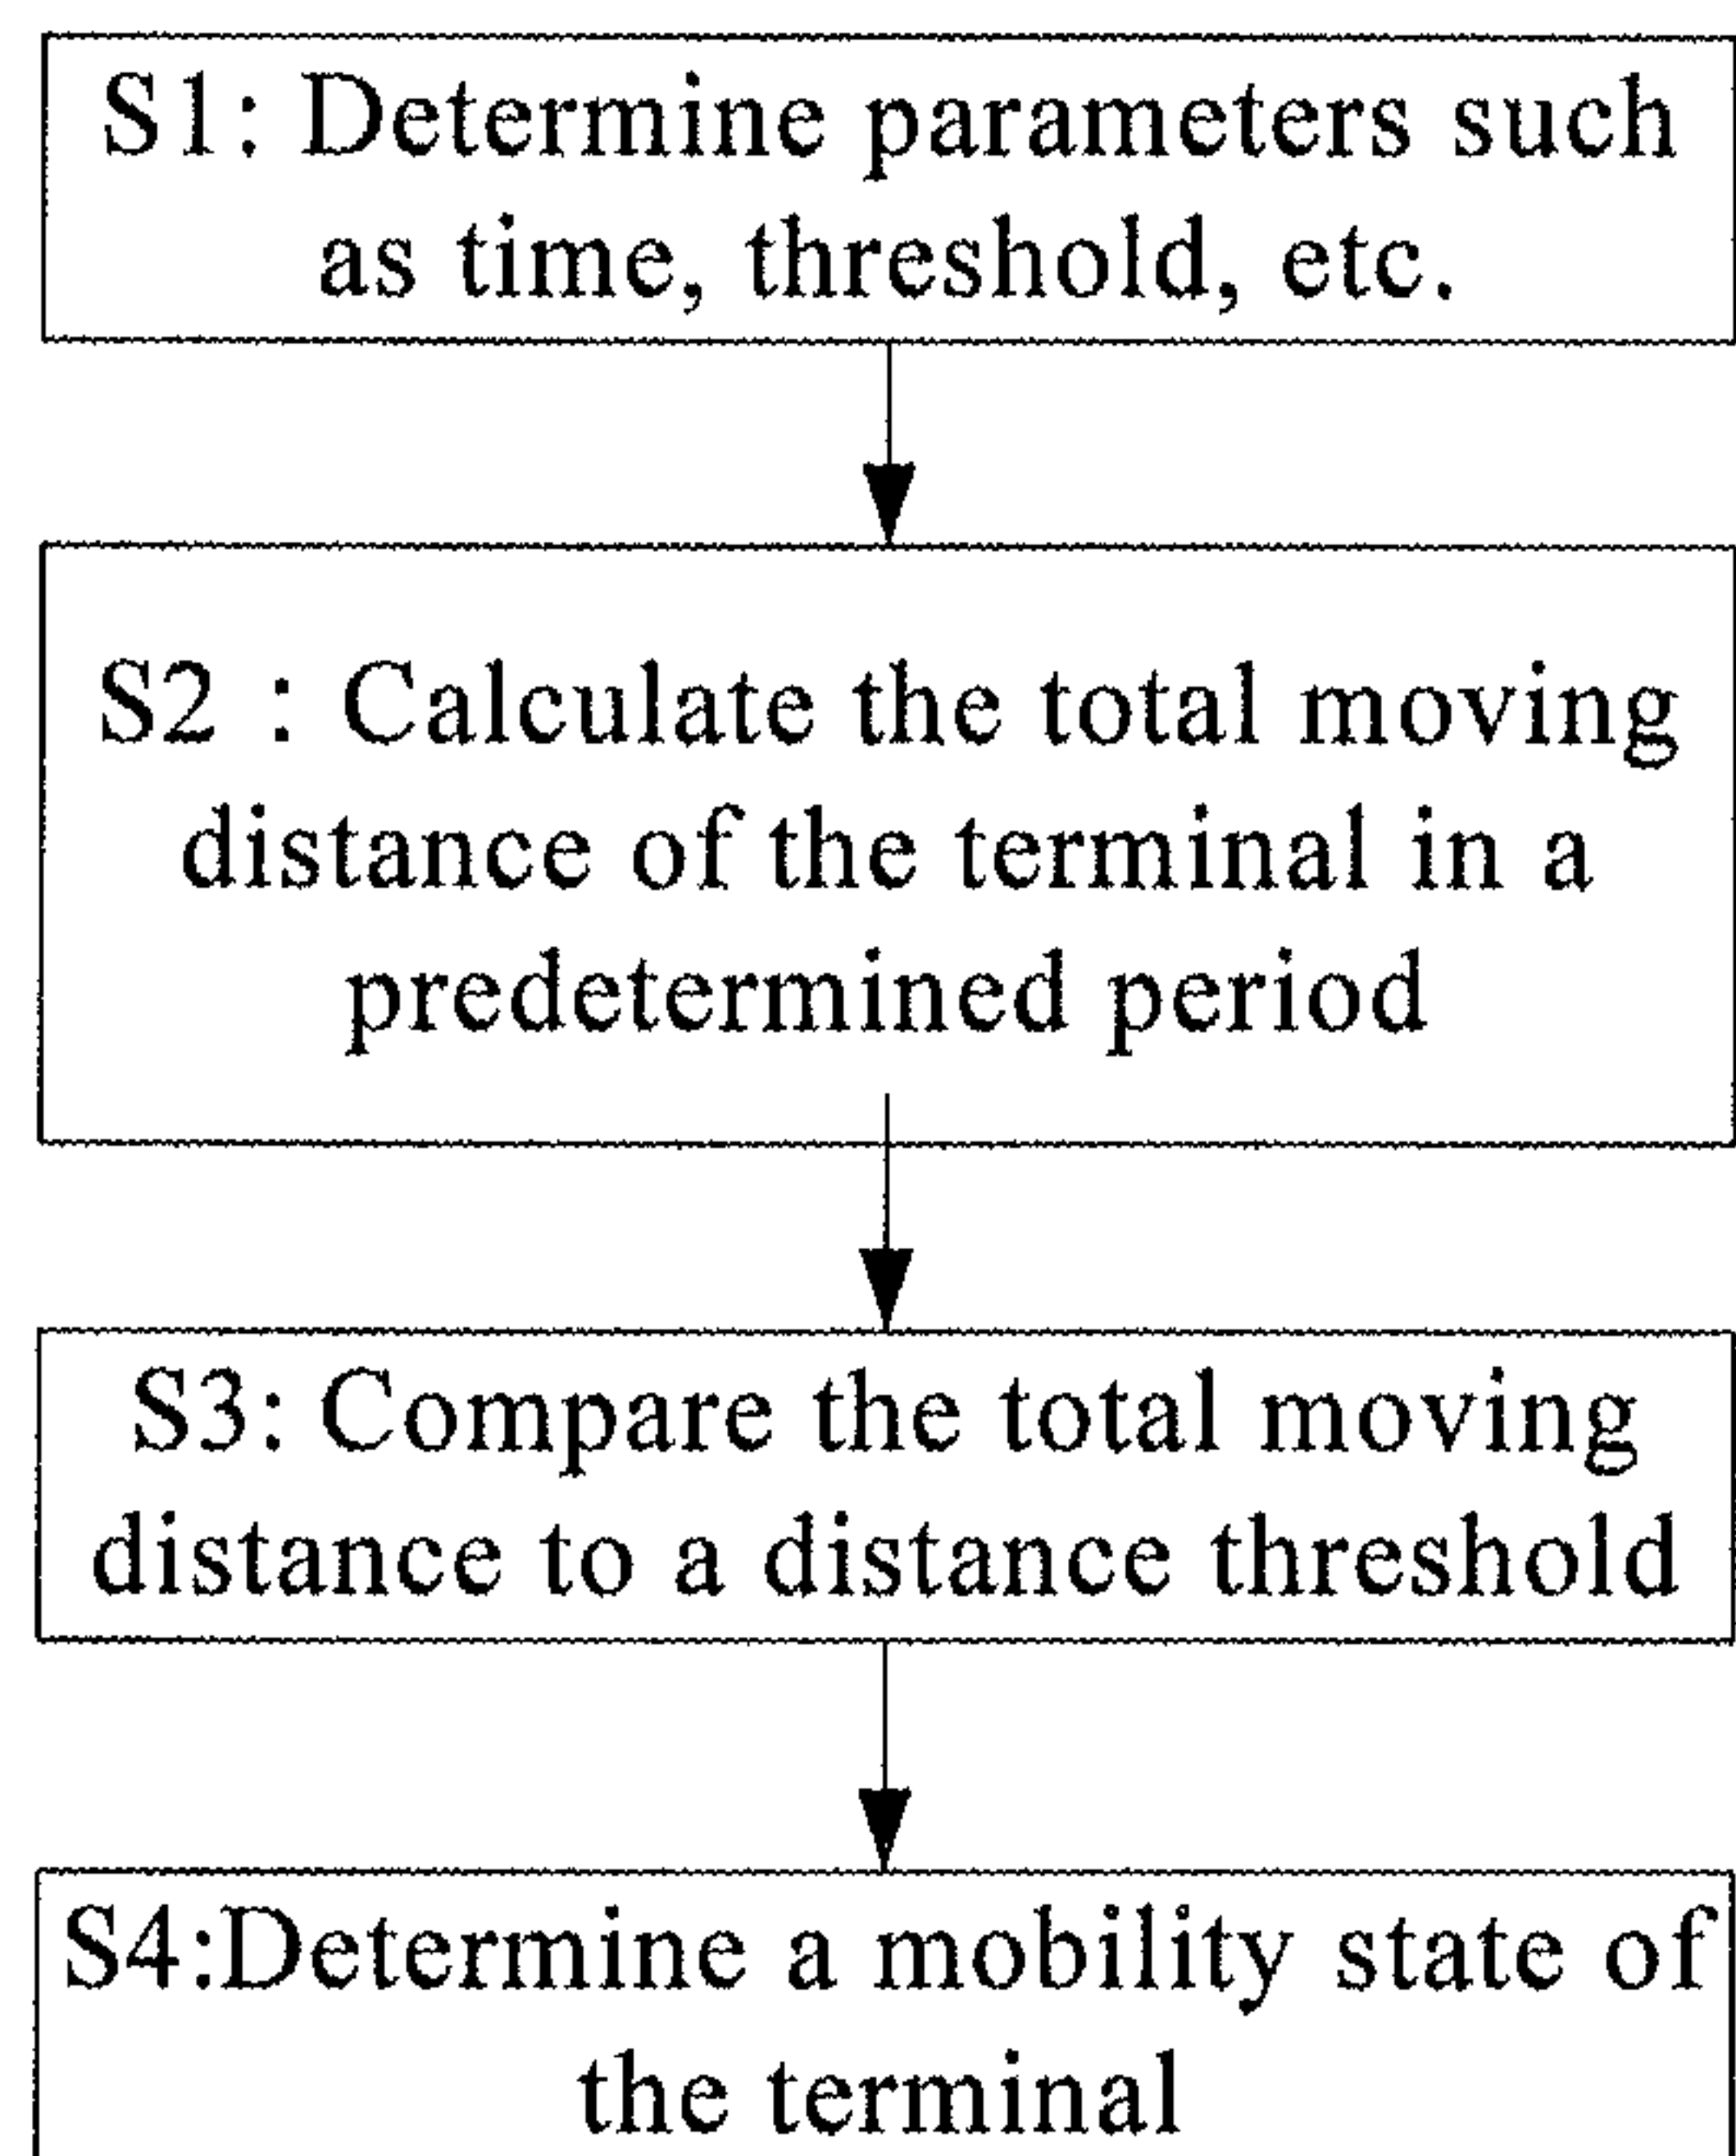 S1: Determine parameters such
as time, threshold, etc.
S2 : Calculate the total moving
distance of the terminal in a
predetermined period
S3: Compare the total moving
distance to a distance threshold
S4:Determine a mobility state of
the terminal